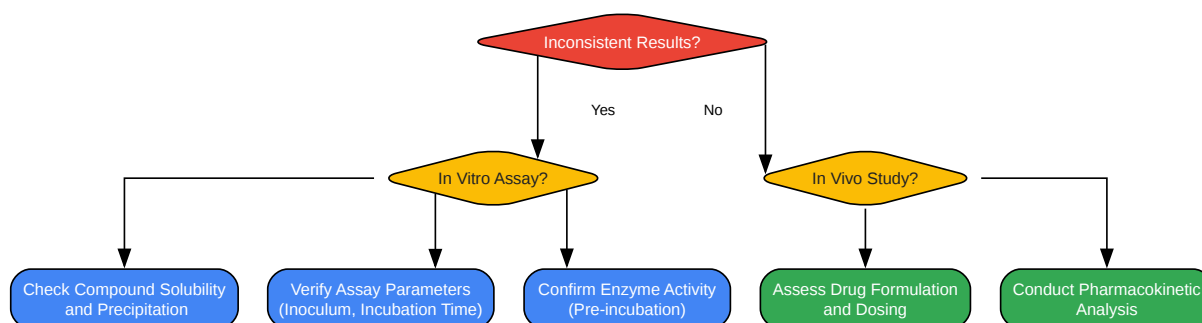 Inconsistent Results?
Yes
No
In Vitro Assay?
In Vivo Study?
Check Compound Solubility
and Precipitation
Verify Assay Parameters
(Inoculum, Incubation Time)
Confirm Enzyme Activity
(Pre-incubation)
Assess Drug Formulation
and Dosing
Conduct Pharmacokinetic
Analysis